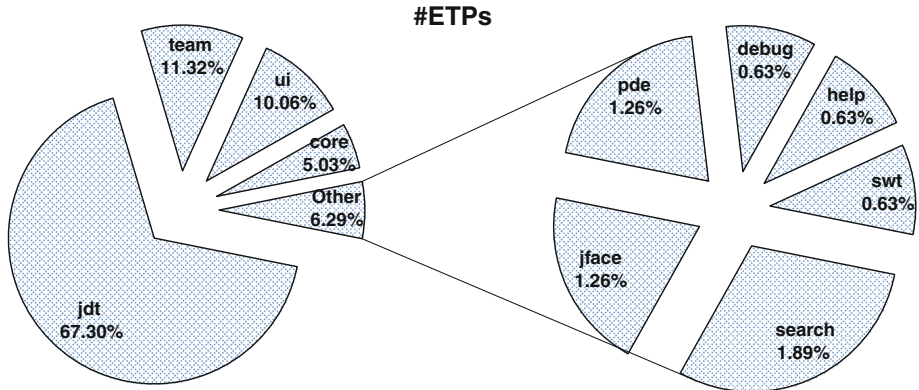 #ETPs
team
11.32%
ui
10.06%
core
5.03%
Other
6.29%
jdt
67.30%
pde
1.26%
debug
0.63%
help
0.63%
swt
0.63%
jface
1.26%
search
1.89%